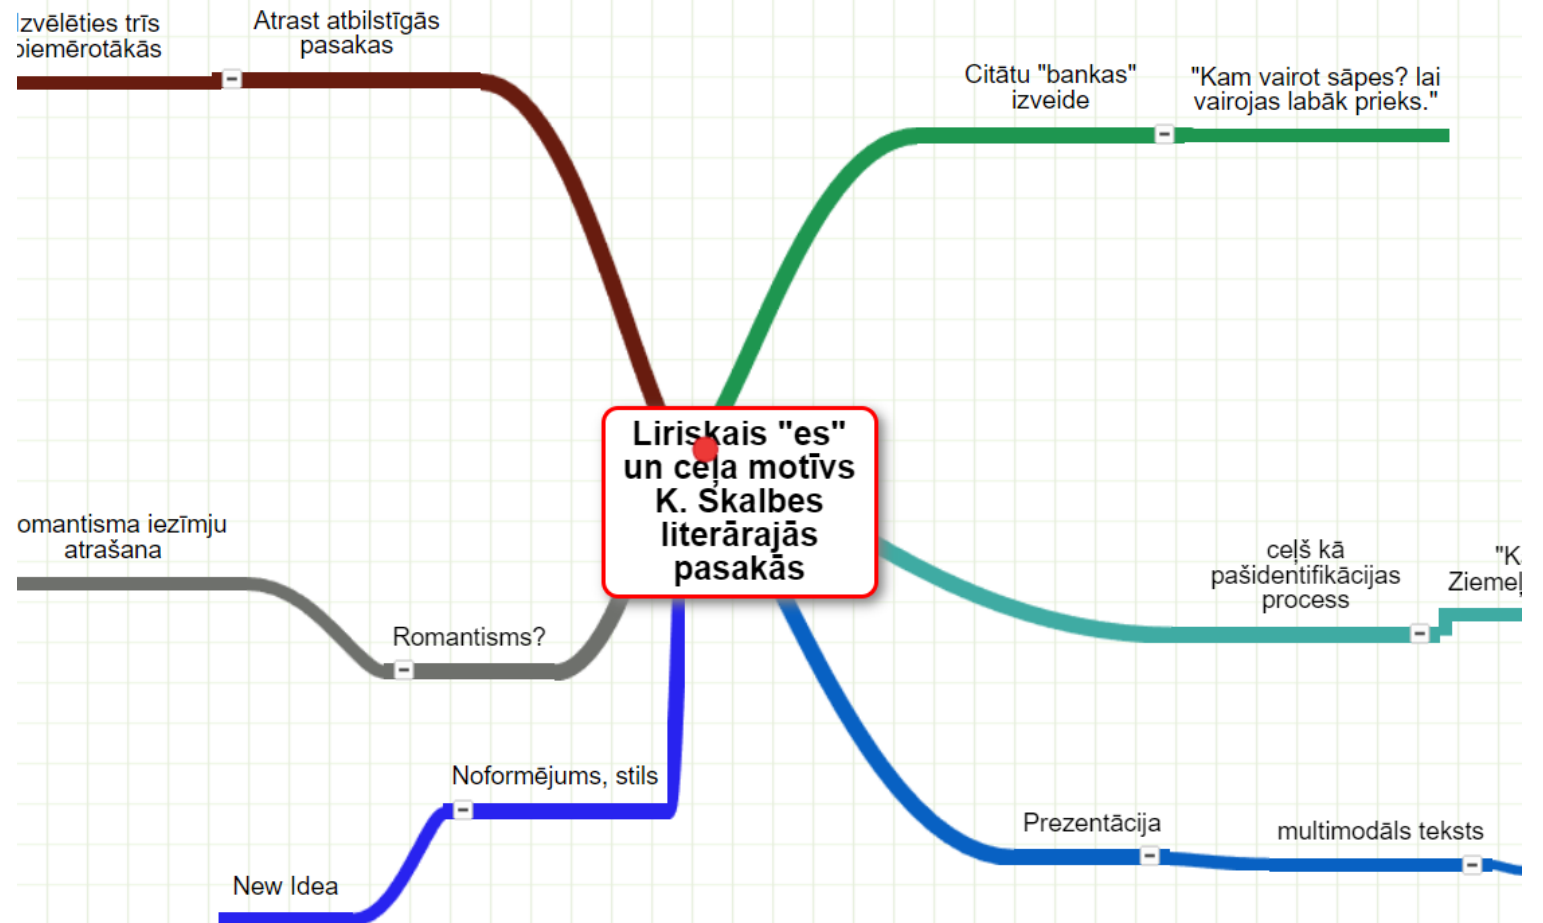 Izvēlēties trīs
piemērotākās
Atrast atbilstīgās
pasakas
Citātu "bankas"
izveide
"Kam vairot sāpes? lai
vairojas labāk prieks."
Liriskais "es"
un ceļa motīvs
K. Skalbes
literārajās
pasakās
omantisma iezīmju
atrašana
Romantisms?
ceļš kā
pašidentifikācijas
process
"K
Ziemeļ
Noformējums, stils
New Idea
Prezentācija
multimodāls teksts